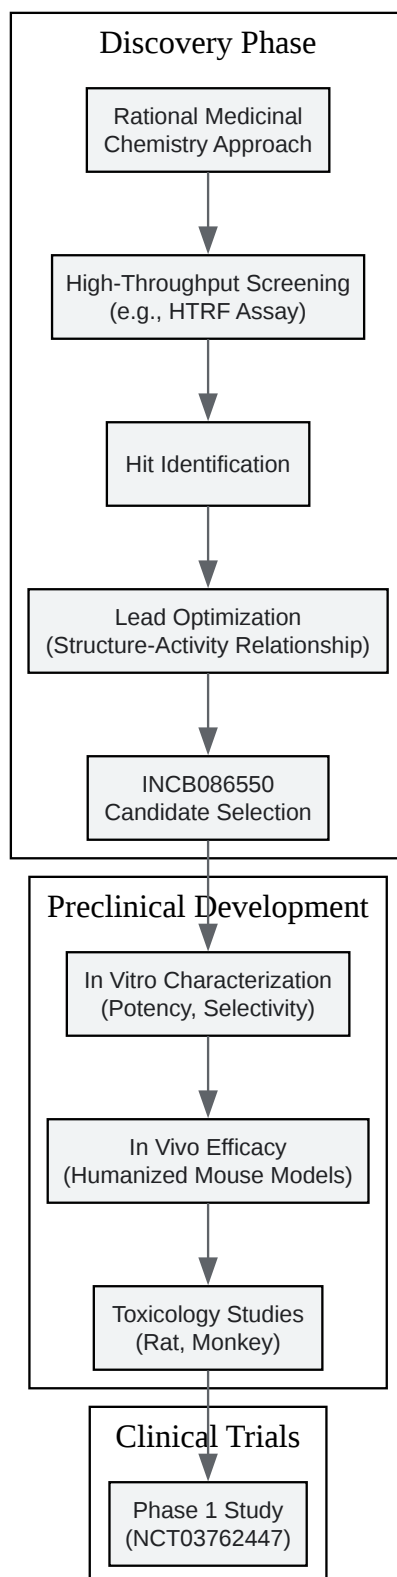 Discovery Phase
Rational Medicinal
Chemistry Approach
High-Throughput Screening
(e.g., HTRF Assay)
Hit Identification
Lead Optimization
(Structure-Activity Relationship)
INCB086550
Candidate Selection
Preclinical Development
In Vitro Characterization
(Potency, Selectivity)
In Vivo Efficacy
(Humanized Mouse Models)
Toxicology Studies
(Rat, Monkey)
Clinical Trials
Phase 1 Study
(NCT03762447)